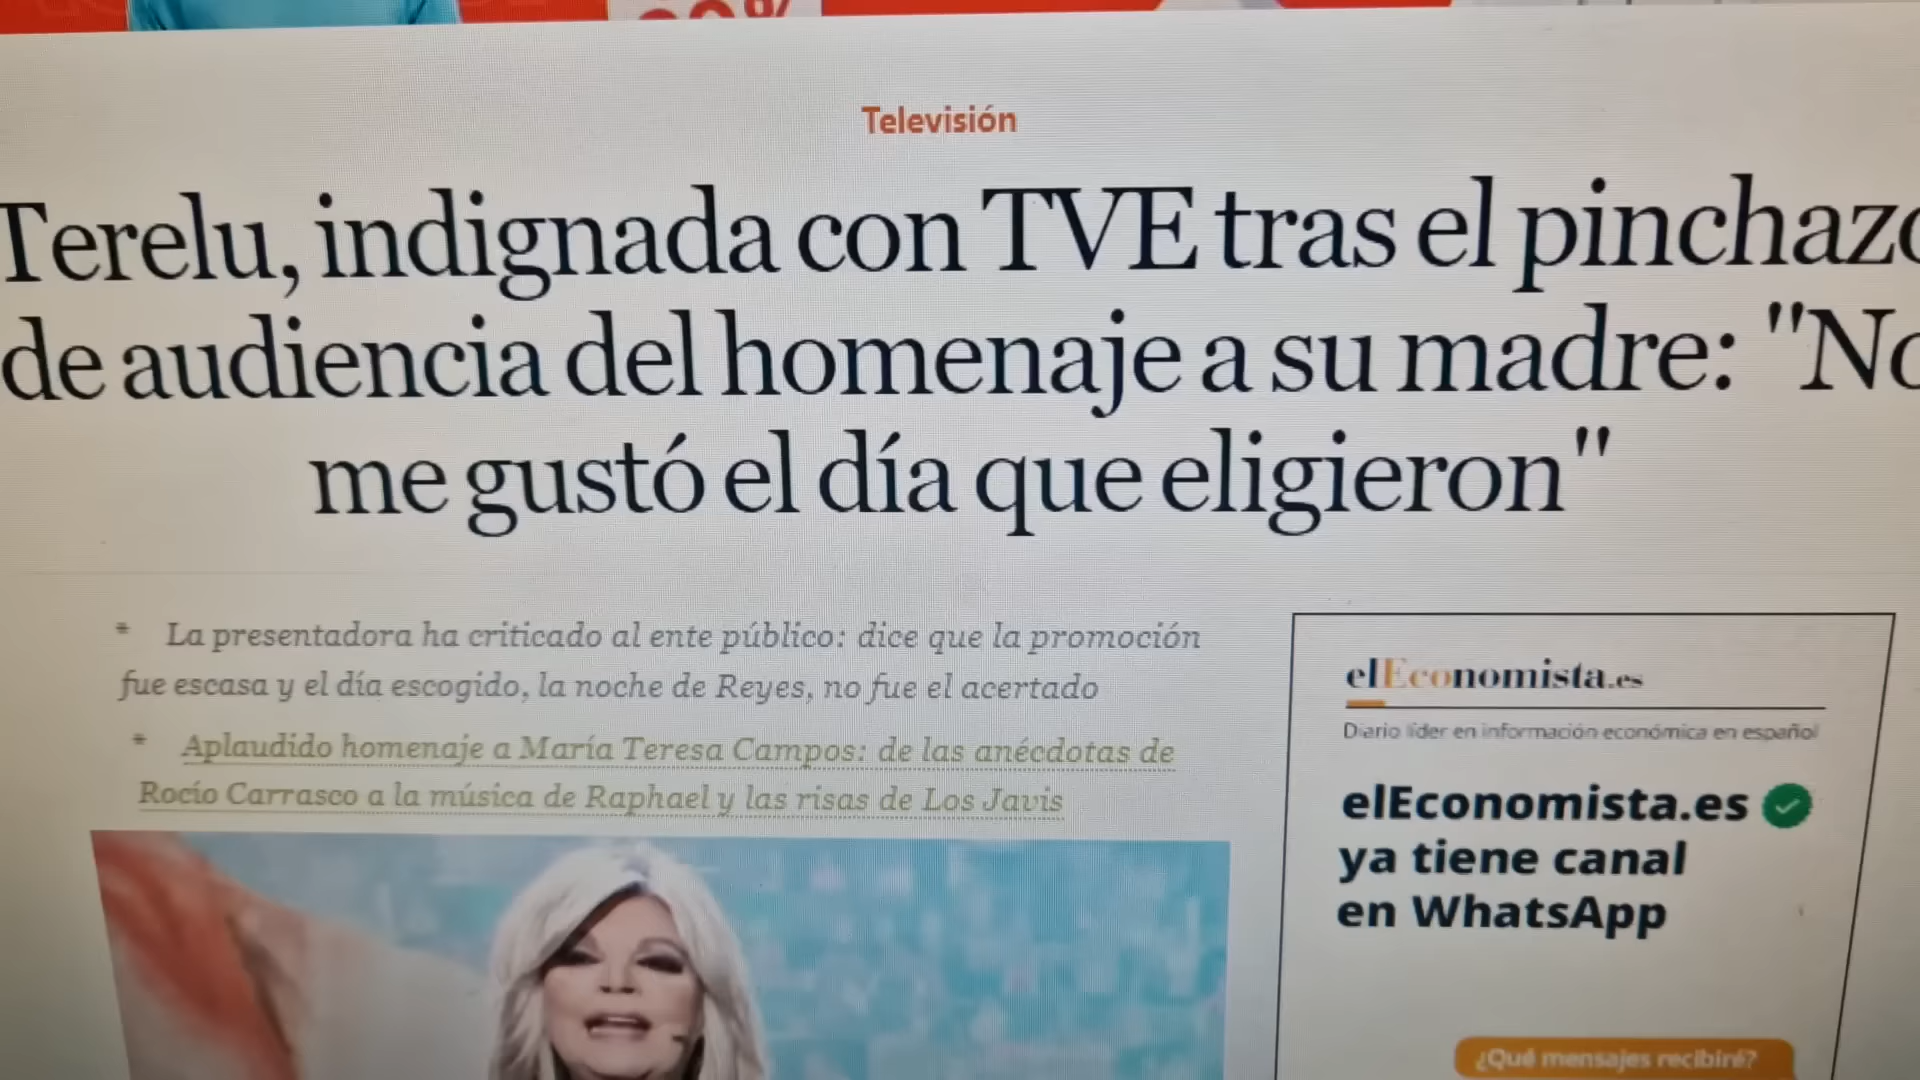 Televisión
Terelu, indignada con TVE tras el pinchazo
de audiencia del homenaje a su madre: "No
me gustó el día que eligieron"
* La presentadora ha criticado al ente público: dice que la promoción
fue escasa y el día escogido, la noche de Reyes, no fue el acertado
* Aplaudido homenaje a María Teresa Campos: de las anécdotas de
Rocío Carrasco a la música de Raphael y las risas de Los Javis
elEconomista.es
Diario líder en información económica en español
elEconomista.es
ya tiene canal
en WhatsApp
¿Qué mensajes recibiré?